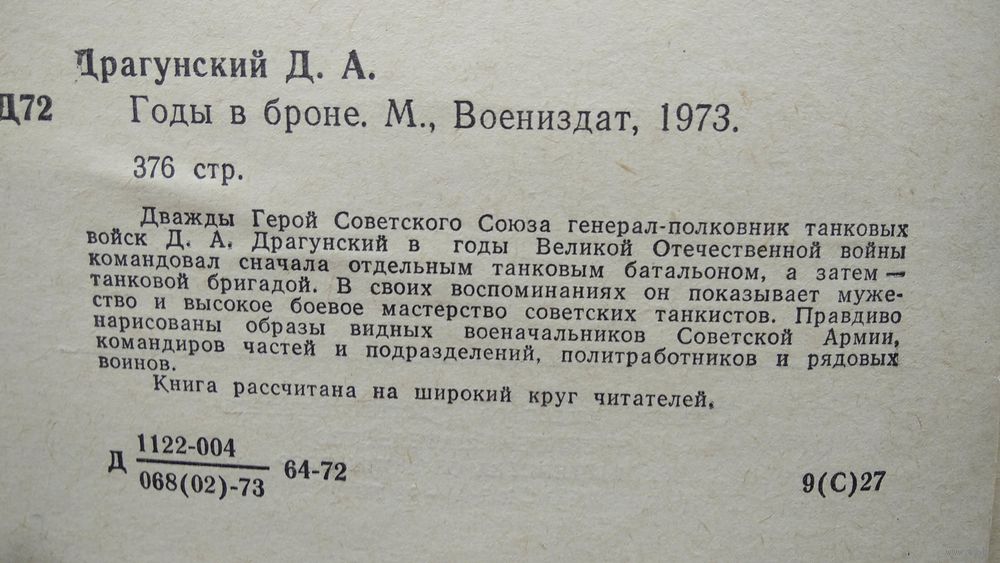 Драгунский Д. А.
Д72 Годы в броне. М., Воениздат, 1973.
376 стр.
Дважды Герой Советского Союза генерал-полковник танковых
войск Д. А. Драгунский в годы Великой Отечественной войны
командовал сначала отдельным танковым батальоном, а затем —
танковой бригадой. В своих воспоминаниях он показывает муже-
ство и высокое боевое мастерство советских танкистов. Правдиво
нарисованы образы видных военачальников Советской Армии,
командиров частей и подразделений, политработников и рядовых
воинов.
Книга рассчитана на широкий круг читателей.
Д 1122-004
068(02)-73 64-72
9(С)27